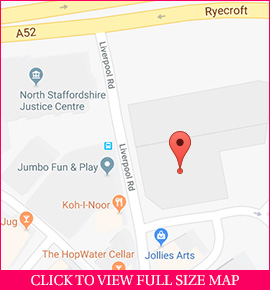 Ryecroft
A52
Liverpool Rd
North Staffordshire
Justice Centre
Liverpool Rd
Jumbo Fun & Play
Koh-I-Noor
Jug
The HopWater Cellar
Jollies Arts
CLICK TO VIEW FULL SIZE MAP